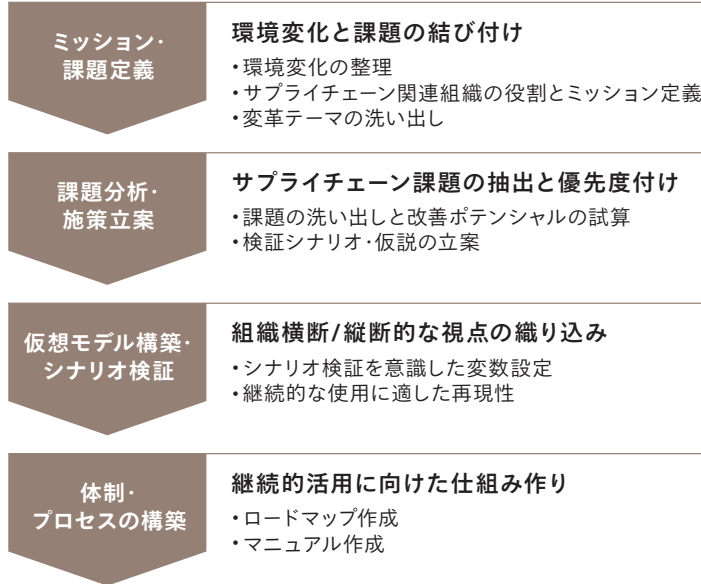 ミッション・
課題定義
環境変化と課題の結び付け
・環境変化の整理
・サプライチェーン関連組織の役割とミッション定義
・変革テーマの洗い出し
課題分析・
施策立案
サプライチェーン課題の抽出と優先度付け
・課題の洗い出しと改善ポテンシャルの試算
・検証シナリオ・仮説の立案
仮想モデル構築・
シナリオ検証
組織横断/縦断的な視点の織り込み
・シナリオ検証を意識した変数設定
・継続的な使用に適した再現性
体制・
プロセスの構築
継続的活用に向けた仕組み作り
・ロードマップ作成
・マニュアル作成